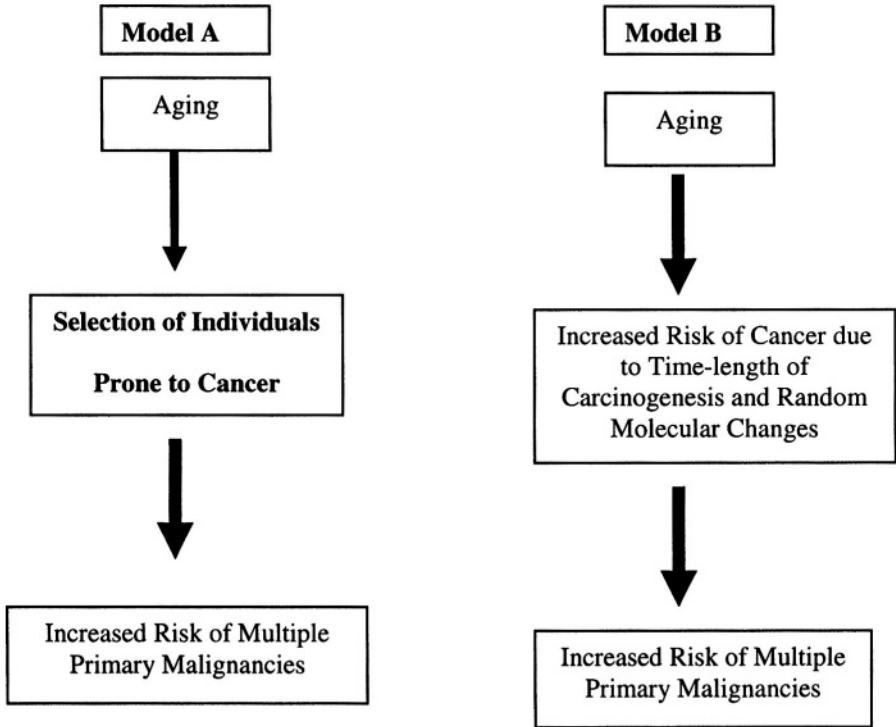 Model A
Aging
Selection of Individuals
Prone to Cancer
Increased Risk of Multiple
Primary Malignancies
Model B
Aging
Increased Risk of Cancer due
to Time-length of
Carcinogenesis and Random
Molecular Changes
Increased Risk of Multiple
Primary Malignancies